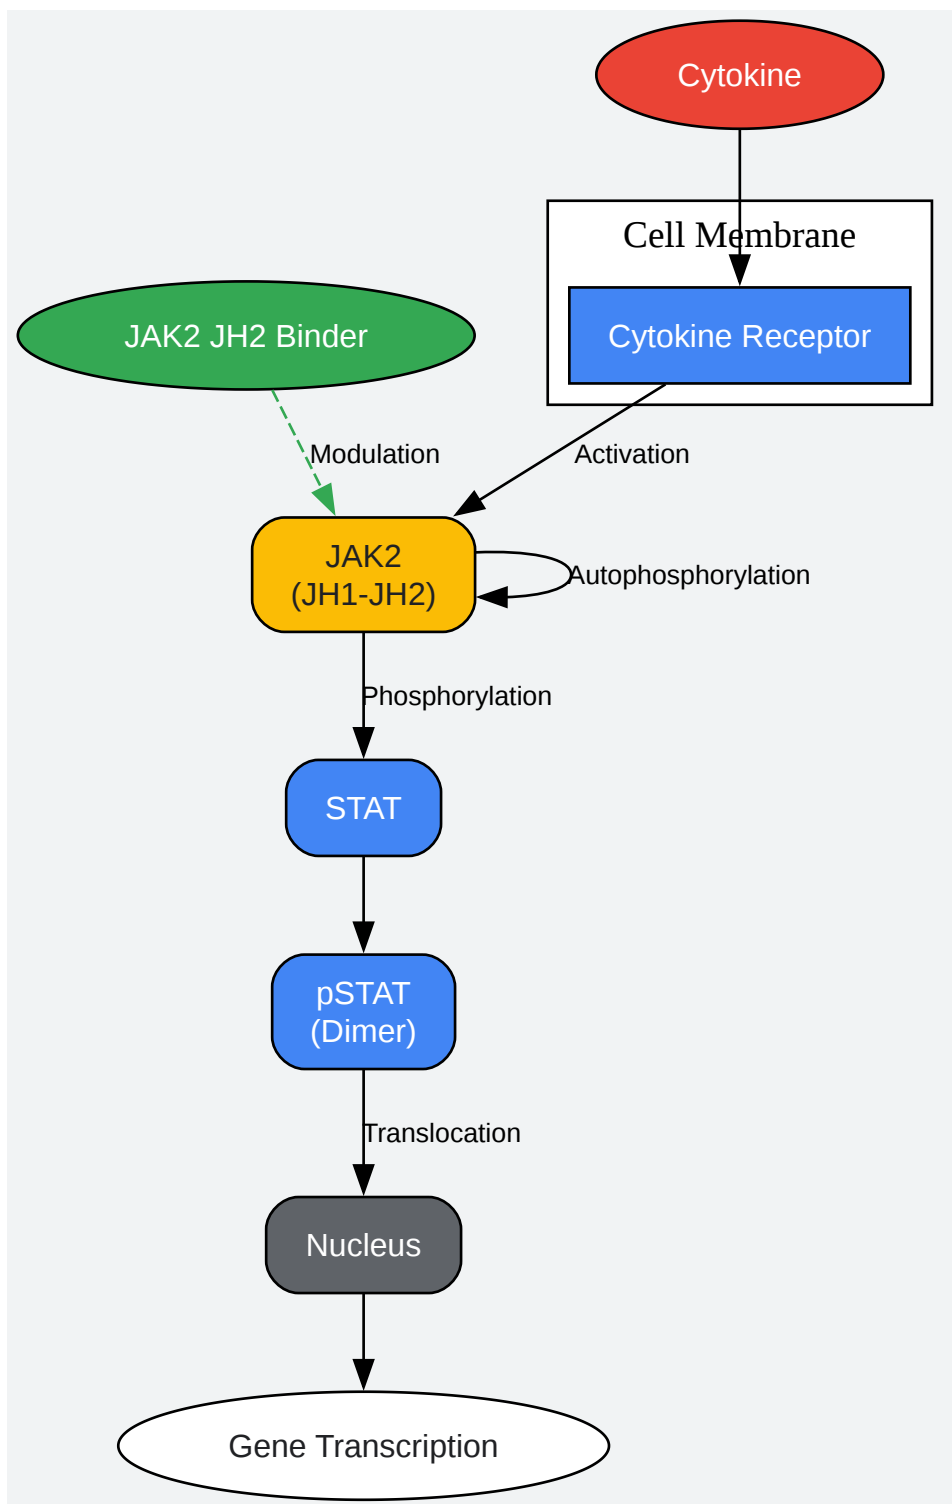 Cytokine
Cell Membrane
Cytokine Receptor
JAK2 JH2 Binder
Modulation
Activation
JAK2
(JH1-JH2)
Autophosphorylation
Phosphorylation
STAT
pSTAT
(Dimer)
Translocation
Nucleus
Gene Transcription